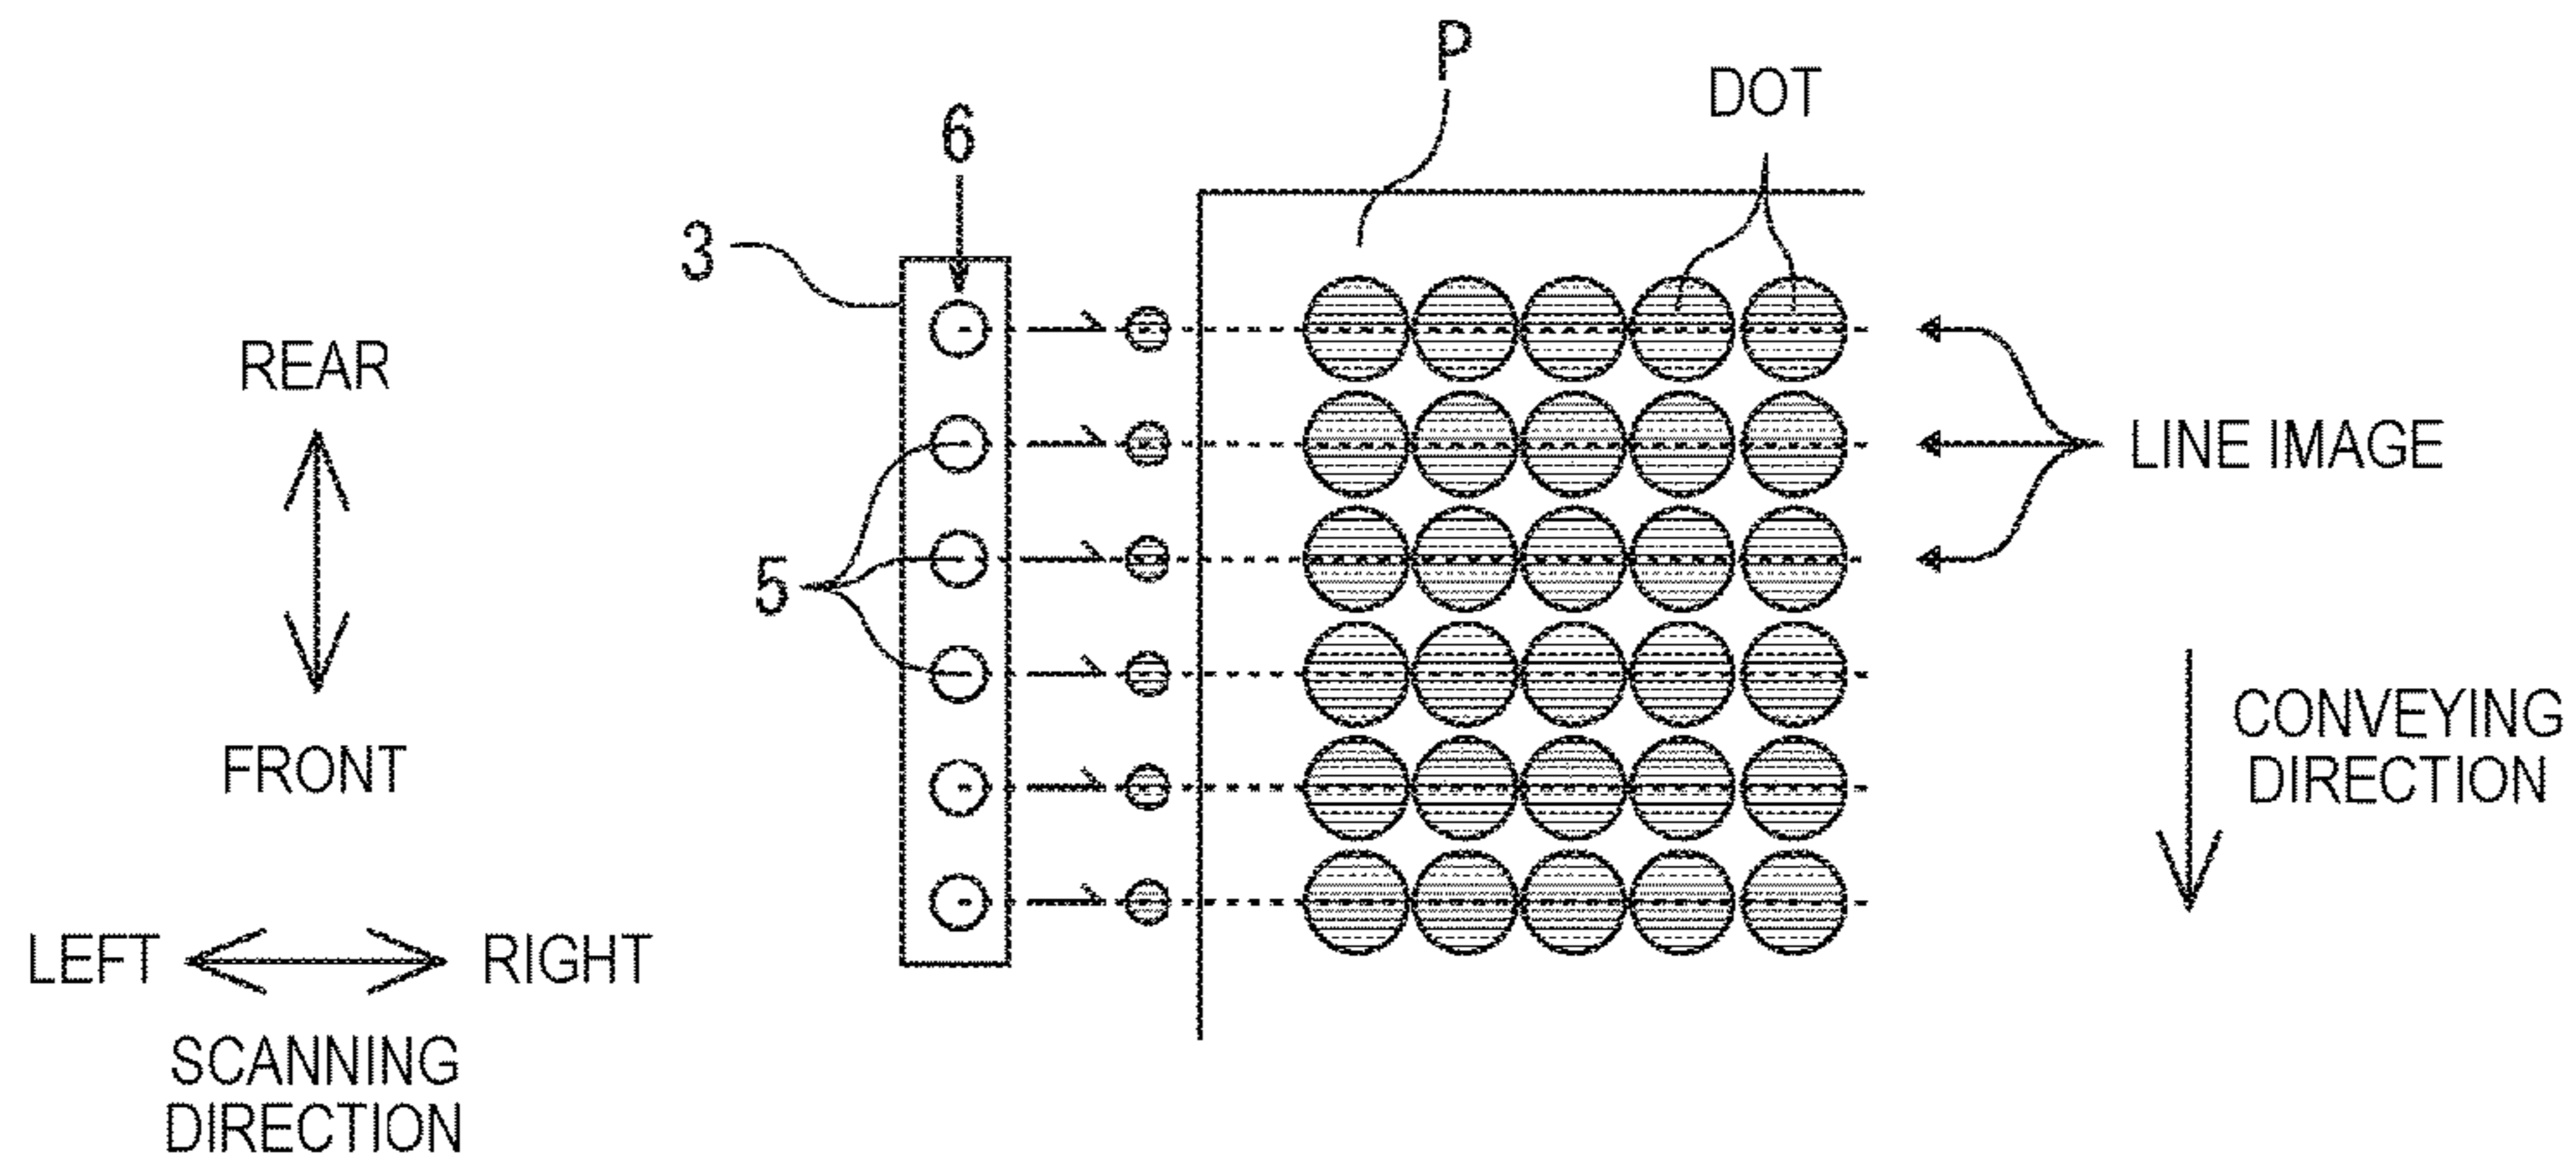 P
DOT
6
3
REAR
LINE IMAGE
5
CONVEYING
DIRECTION
FRONT
LEFT
RIGHT
SCANNING
DIRECTION